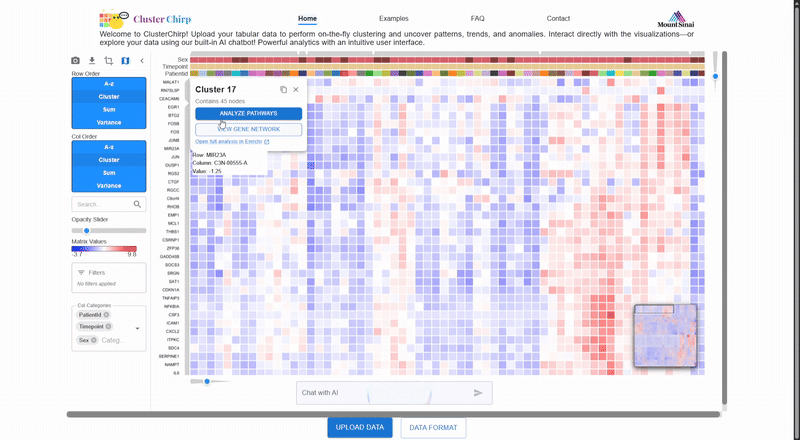 Cluster Chirp
Home
Examples
FAQ
Contact
Mount Sinai
Welcome to ClusterChirp! Upload your tabular data to perform on-the-fly clustering and uncover patterns, trends, and anomalies. Interact directly with the visualizations—or
explore your data using our built-in AI chatbot! Powerful analytics with an intuitive user interface.
Row Order
A-z
Cluster
Sum
Variance
Col Order
A-z
Cluster
Sum
Variance
Search...
Opacity Slider
Matrix Values
-3.7
9.8
Filters
No filters applied
Col Categories
PatientId
Timepoint
Sex
Categ...
Sex
Timepoint
PatientId
MALAT1
RN7SL5P
CEACAM6
EGR1
BTG2
FOSB
FOS
JUNB
MIR23A
JUN
DUSP1
RGS2
CTGF
RGCC
C8orf4
RHOB
EMP1
MCL1
THBS1
CSRNP1
ZFP36
GADD45B
SOCS3
SRGN
SAT1
CDKN1A
TNFAIP3
NFKBIA
CSF3
ICAM1
CXCL2
ITPKC
SDC4
SERPINE1
NAMPT
IL6
Cluster 17
Contains 45 nodes
ANALYZE PATHWAYS
VIEW GENE NETWORK
Open full analysis in Enrichr
Row: MIR23A
Column: C3N-00555-A
Value: -1.25
Chat with AI
UPLOAD DATA
DATA FORMAT